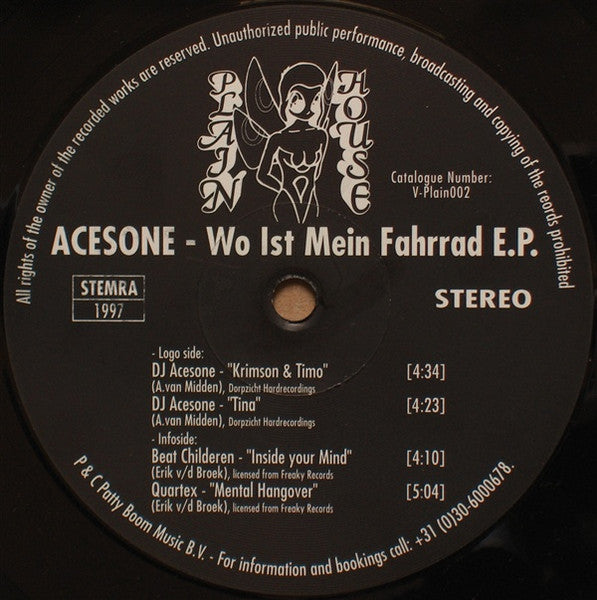 All rights of the owner of the recorded works are reserved. Unauthorized public performance, broadcasting and copying of the reords prohibited
PLAIN HOUSE
Catalogue Number:
V-Plain002
ACESONE - Wo Ist Mein Fahrrad E.P.
STEMRA
1997
STEREO
- Logo side:
DJ Acesone - "Krimson & Timo" [4:34]
(A.van Midden), Dorpzicht Hardrecordings
DJ Acesone - "Tina" [4:23]
(A.van Midden), Dorpzicht Hardrecordings
- Infoside:
Beat Childeren - "Inside your Mind" [4:10]
(Erik v/d Broek), licensed from Freaky Records
Quartex - "Mental Hangover" [5:04]
(Erik v/d Broek), licensed from Freaky Records
P & C Patty Boom Music B.V. - For information and bookings call: +31 (0)30-6000678.